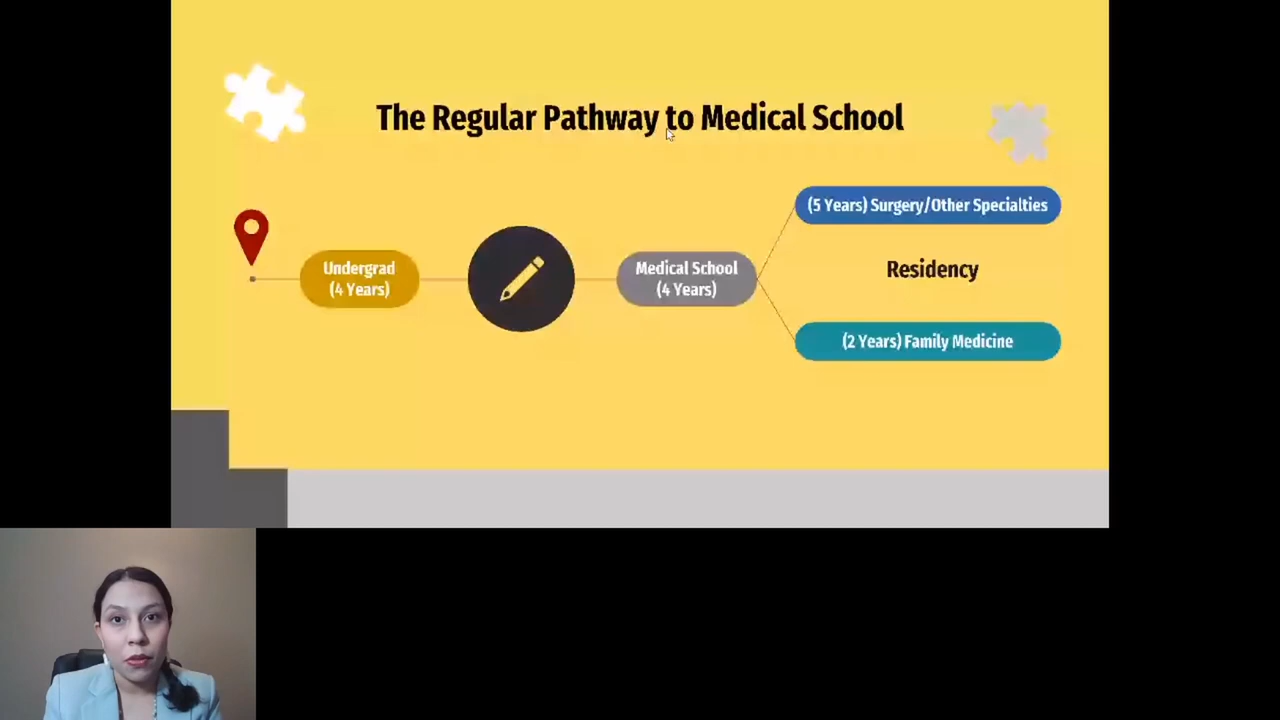 The Regular Pathway to Medical School
Undergrad
(4 Years)
Medical School
(4 Years)
(5 Years) Surgery/Other Specialties
Residency
(2 Years) Family Medicine